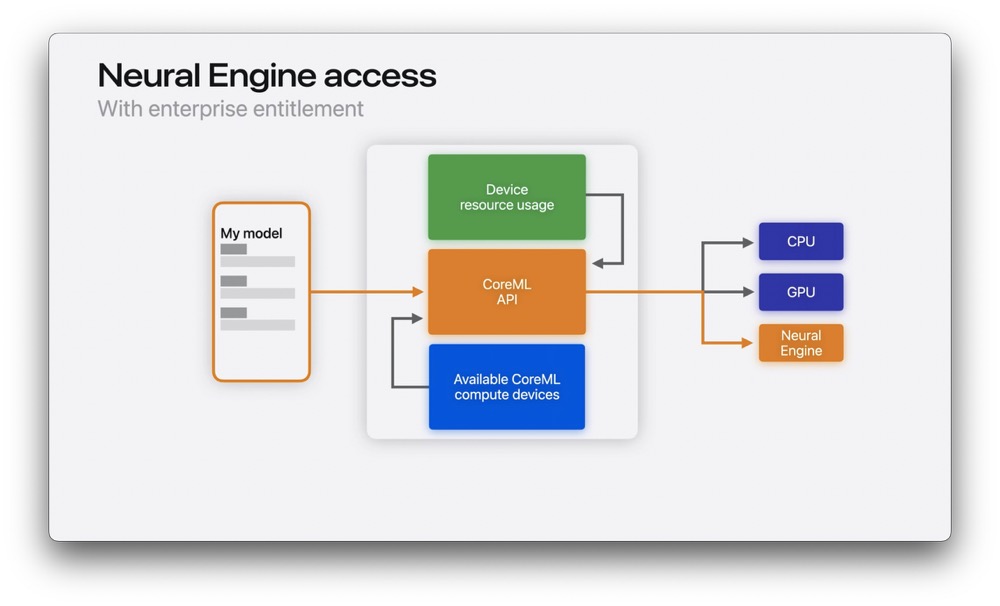 Neural Engine access
With enterprise entitlement
My model
Device
resource usage
CoreML
API
Available CoreML
compute devices
CPU
GPU
Neural
Engine